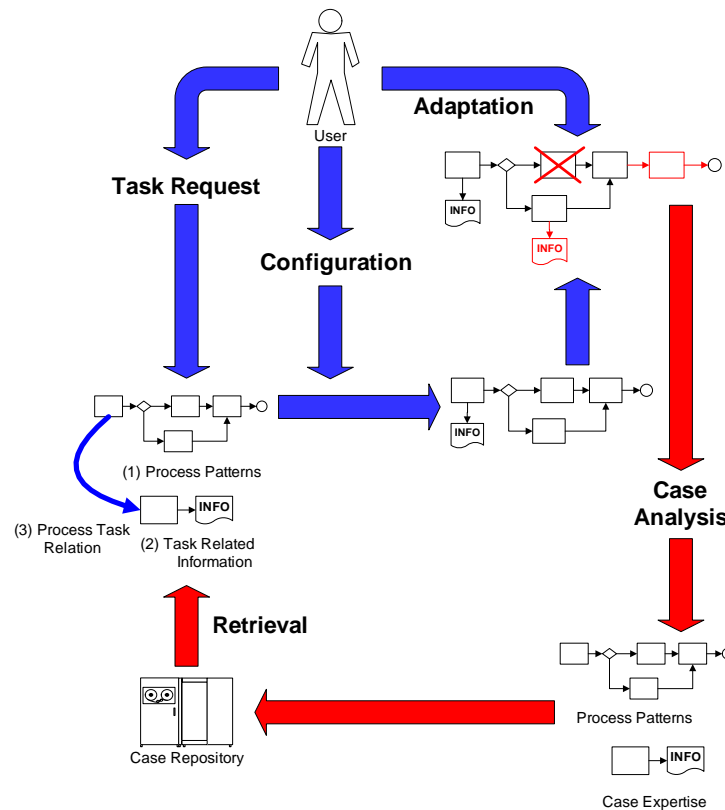 User
Adaptation
Task Request
INFO
INFO
Configuration
INFO
(1) Process Patterns
INFO
(3) Process Task
Relation
(2) Task Related
Information
Case
Analysis
Retrieval
Process Patterns
Case Repository
INFO
Case Expertise